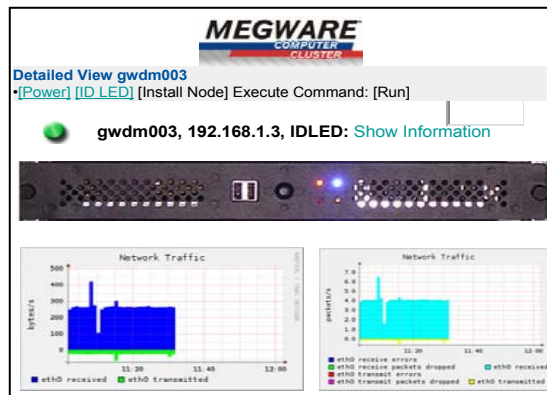 MEGWARE
COMPUTER
CLUSTER
Detailed View gwdm003
•[Power] [ID LED] [Install Node] Execute Command: [Run]
gwdm003, 192.168.1.3, IDLED: Show Information
Network Traffic
500
400
300
200
100
0
bytes/s
11:20 11:40 12:00
eth0 received eth0 transmitted
Network Traffic
7.0
6.0
5.0
4.0
3.0
2.0
1.0
0.0
packets/s
11:20 11:40 12:00
eth0 receive errors
eth0 receive packets dropped eth0 received
eth0 transmit errors
eth0 transmit packets dropped eth0 transmitted